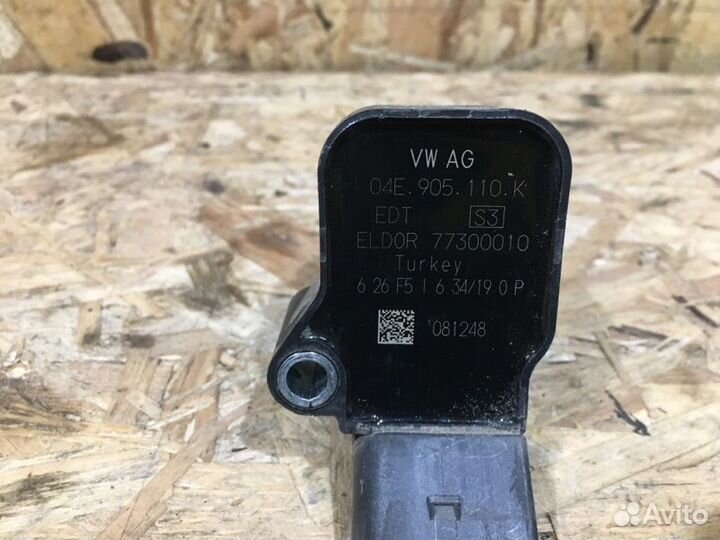 VW AG
04E.905.110.K
EDT S3
ELDOR 77300010
Turkey
6 26 F5 I 6 34/19 0 P
081248
Avito